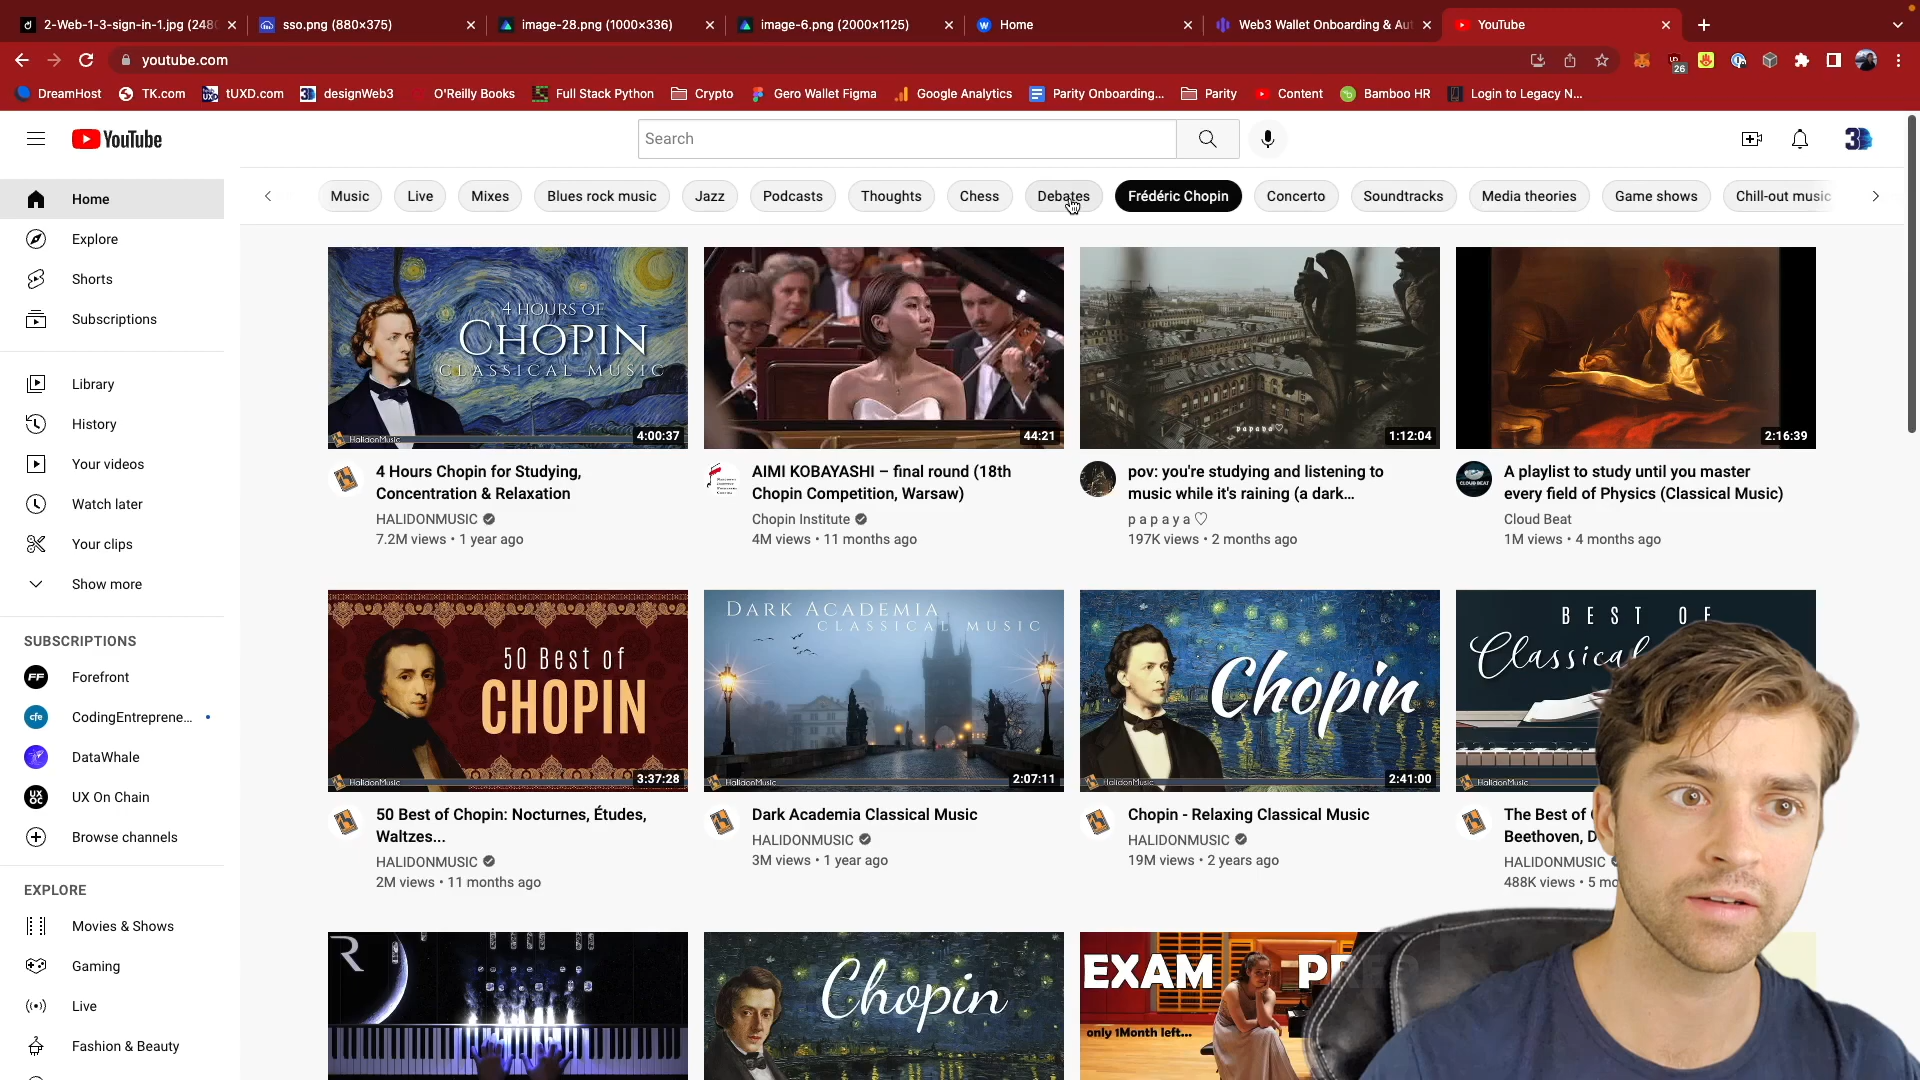 2-Web-1-3-sign-in-1.jpg (248
sso.png (880×375)
image-28.png (1000×336)
image-6.png (2000×1125)
Home
Web3 Wallet Onboarding & Aut
YouTube
youtube.com
26
DreamHost
TK.com
tUXD.com
designWeb3
O'Reilly Books
Full Stack Python
Crypto
Gero Wallet Figma
Google Analytics
Parity Onboarding...
Parity
Content
Bamboo HR
Login to Legacy N...
YouTube
Search
Music
Live
Mixes
Blues rock music
Jazz
Podcasts
Thoughts
Chess
Debates
Frédéric Chopin
Concerto
Soundtracks
Media theories
Game shows
Chill-out music
Home
Explore
Shorts
Subscriptions
Library
History
Your videos
Watch later
Your clips
Show more
SUBSCRIPTIONS
Forefront
CodingEntreprene...
DataWhale
UX On Chain
Browse channels
EXPLORE
Movies & Shows
Gaming
Live
Fashion & Beauty
4 HOURS OF
CHOPIN
CLASSICAL MUSIC
HalidonMusic
4:00:37
44:21
papaya♡
1:12:04
2:16:39
4 Hours Chopin for Studying,
Concentration & Relaxation
HALIDONMUSIC
7.2M views • 1 year ago
AIMI KOBAYASHI – final round (18th
Chopin Competition, Warsaw)
Chopin Institute
4M views • 11 months ago
pov: you're studying and listening to
music while it's raining (a dark...
p a p a y a ♡
197K views • 2 months ago
CLOUD BEAT
A playlist to study until you master
every field of Physics (Classical Music)
Cloud Beat
1M views • 4 months ago
50 Best of
CHOPIN
HalidonMusic
3:37:28
DARK ACADEMIA
CLASSICAL MUSIC
HalidonMusic
2:07:11
Chopin
HalidonMusic
2:41:00
BEST OF
Classical
HalidonMusic
50 Best of Chopin: Nocturnes, Études,
Waltzes...
HALIDONMUSIC
2M views • 11 months ago
Dark Academia Classical Music
HALIDONMUSIC
3M views • 1 year ago
Chopin - Relaxing Classical Music
HALIDONMUSIC
19M views • 2 years ago
The Best of
Beethoven,
HALIDONMUSIC
488K views • 5 mo
R
Chopin
EXAM PREP
only 1Month left...